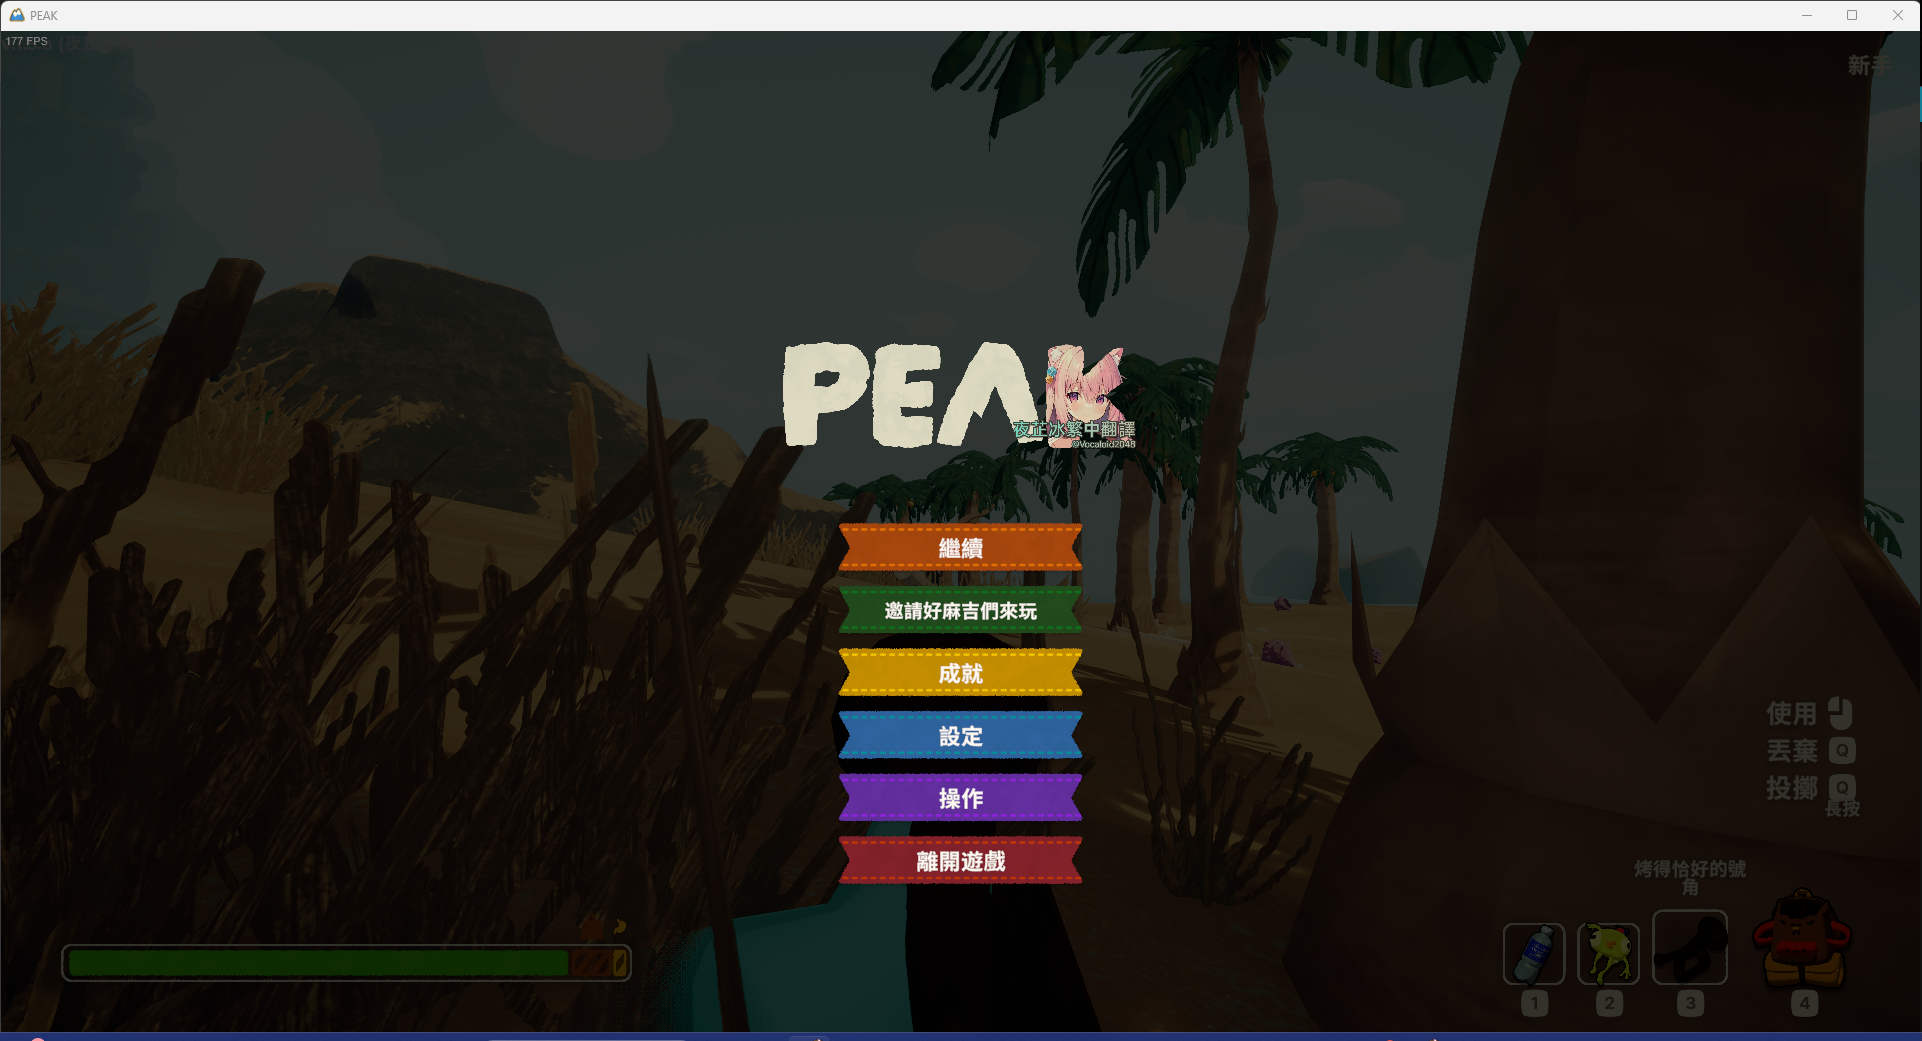 PEAK
177 FPS
新手
PEAK
夜芷冰繁中翻譯
©Vocaloid2048
繼續
邀請好麻吉們來玩
成就
設定
操作
離開遊戲
使用
丟棄 Q
投擲 Q
長按
烤得恰好的號
角
1 2 3 4